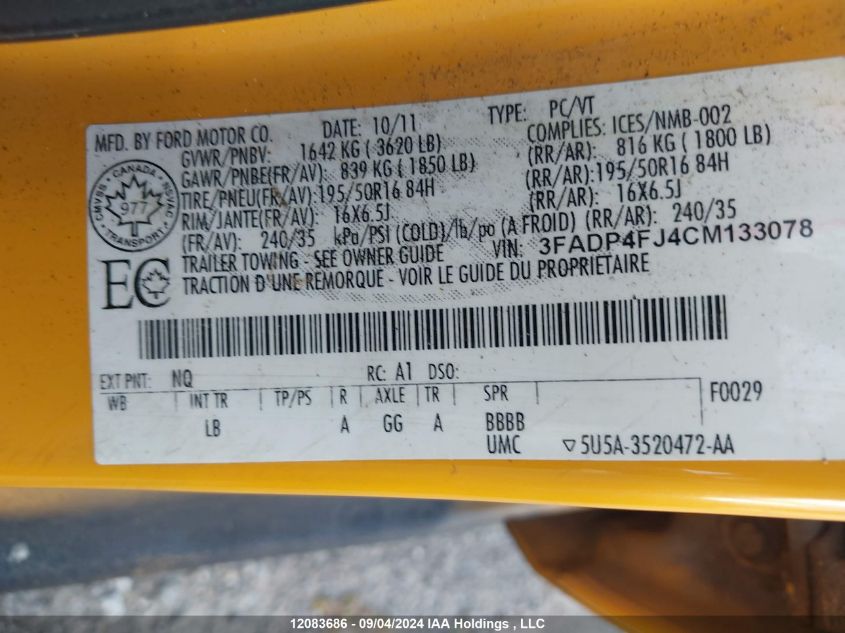 MFD. BY FORD MOTOR CO. DATE: 10/11 TYPE: PC/VT
GVWR/PNBV: 1642 KG ( 3620 LB) COMPLIES: ICES/NMB-002
GAWR/PNBE(FR/AV): 839 KG ( 1850 LB) (RR/AR): 816 KG ( 1800 LB)
TIRE/PNEU(FR/AV):195/50R16 84H (RR/AR):195/50R16 84H
RIM/JANTE(FR/AV): 16X6.5J (RR/AR): 16X6.5J
(FR/AV): 240/35 kPa/PSI (COLD)/lb/po (A FROID) (RR/AR): 240/35
TRAILER TOWING - SEE OWNER GUIDE VIN: 3FADP4FJ4CM133078
TRACTION D'UNE REMORQUE - VOIR LE GUIDE DU PROPRIETAIRE
CMVSS · CANADA · NSVAC
977
TRANSPORT
EC
EXT PNT: NQ RC: A1 DSO:
WB INT TR TP/PS R AXLE TR SPR F0029
LB A GG A BBBB
UMC ▽5U5A-3520472-AA
12083686 - 09/04/2024 IAA Holdings , LLC